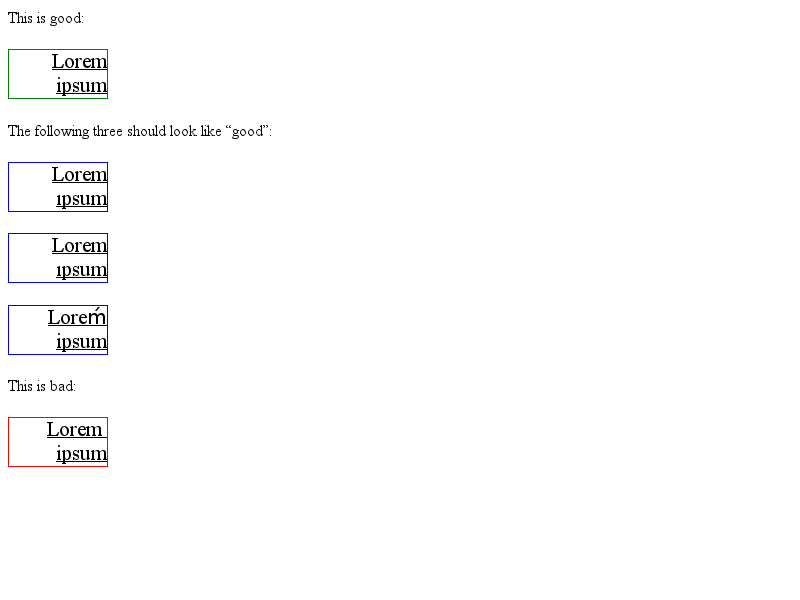 This is good:
Lorem
ipsum
The following three should look like “good”:
Lorem
ıpsum
Lorem
ıpsum
Loreḿ
ipsum
This is bad:
Lorem
ipsum